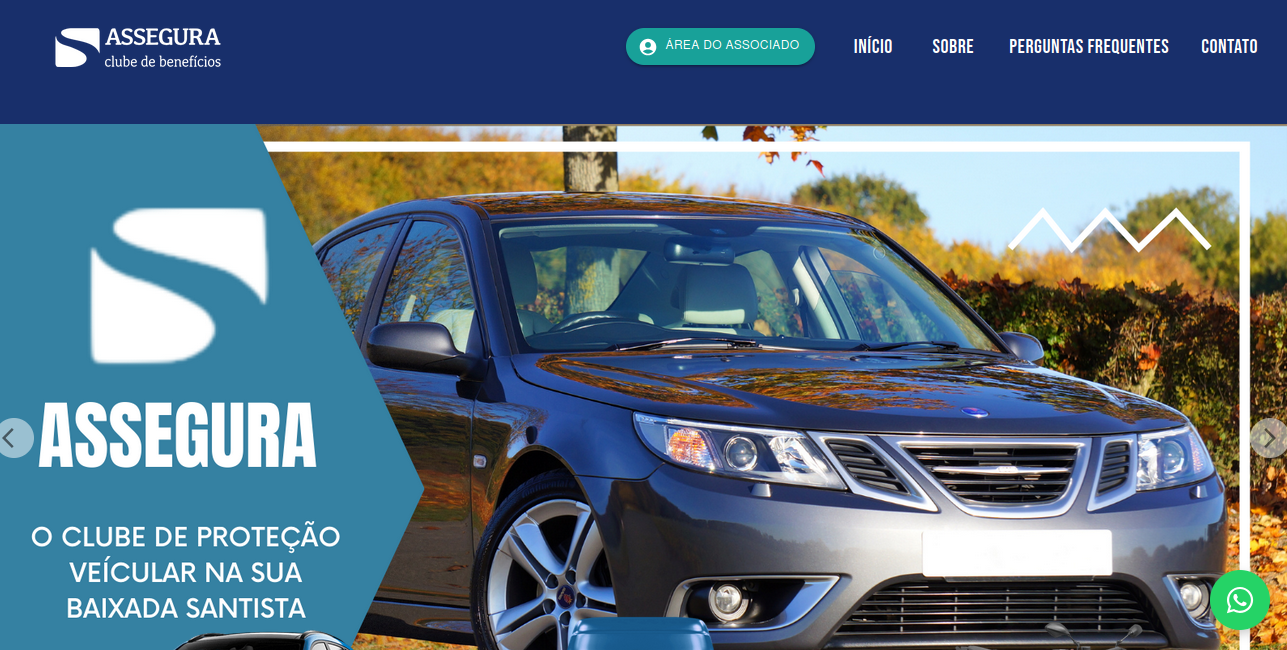 ASSEGURA
clube de benefícios
ÁREA DO ASSOCIADO
INÍCIO
SOBRE
PERGUNTAS FREQUENTES
CONTATO
ASSEGURA
O CLUBE DE PROTEÇÃO
VEÍCULAR NA SUA
BAIXADA SANTISTA